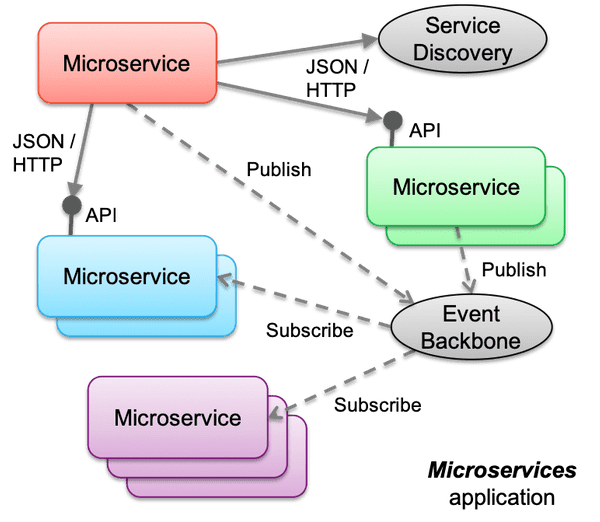 Service
Discovery
Microservice
JSON /
HTTP
JSON /
HTTP
API
Publish
Microservice
API
Publish
Microservice
Event
Backbone
Subscribe
Subscribe
Microservice
Microservices
application